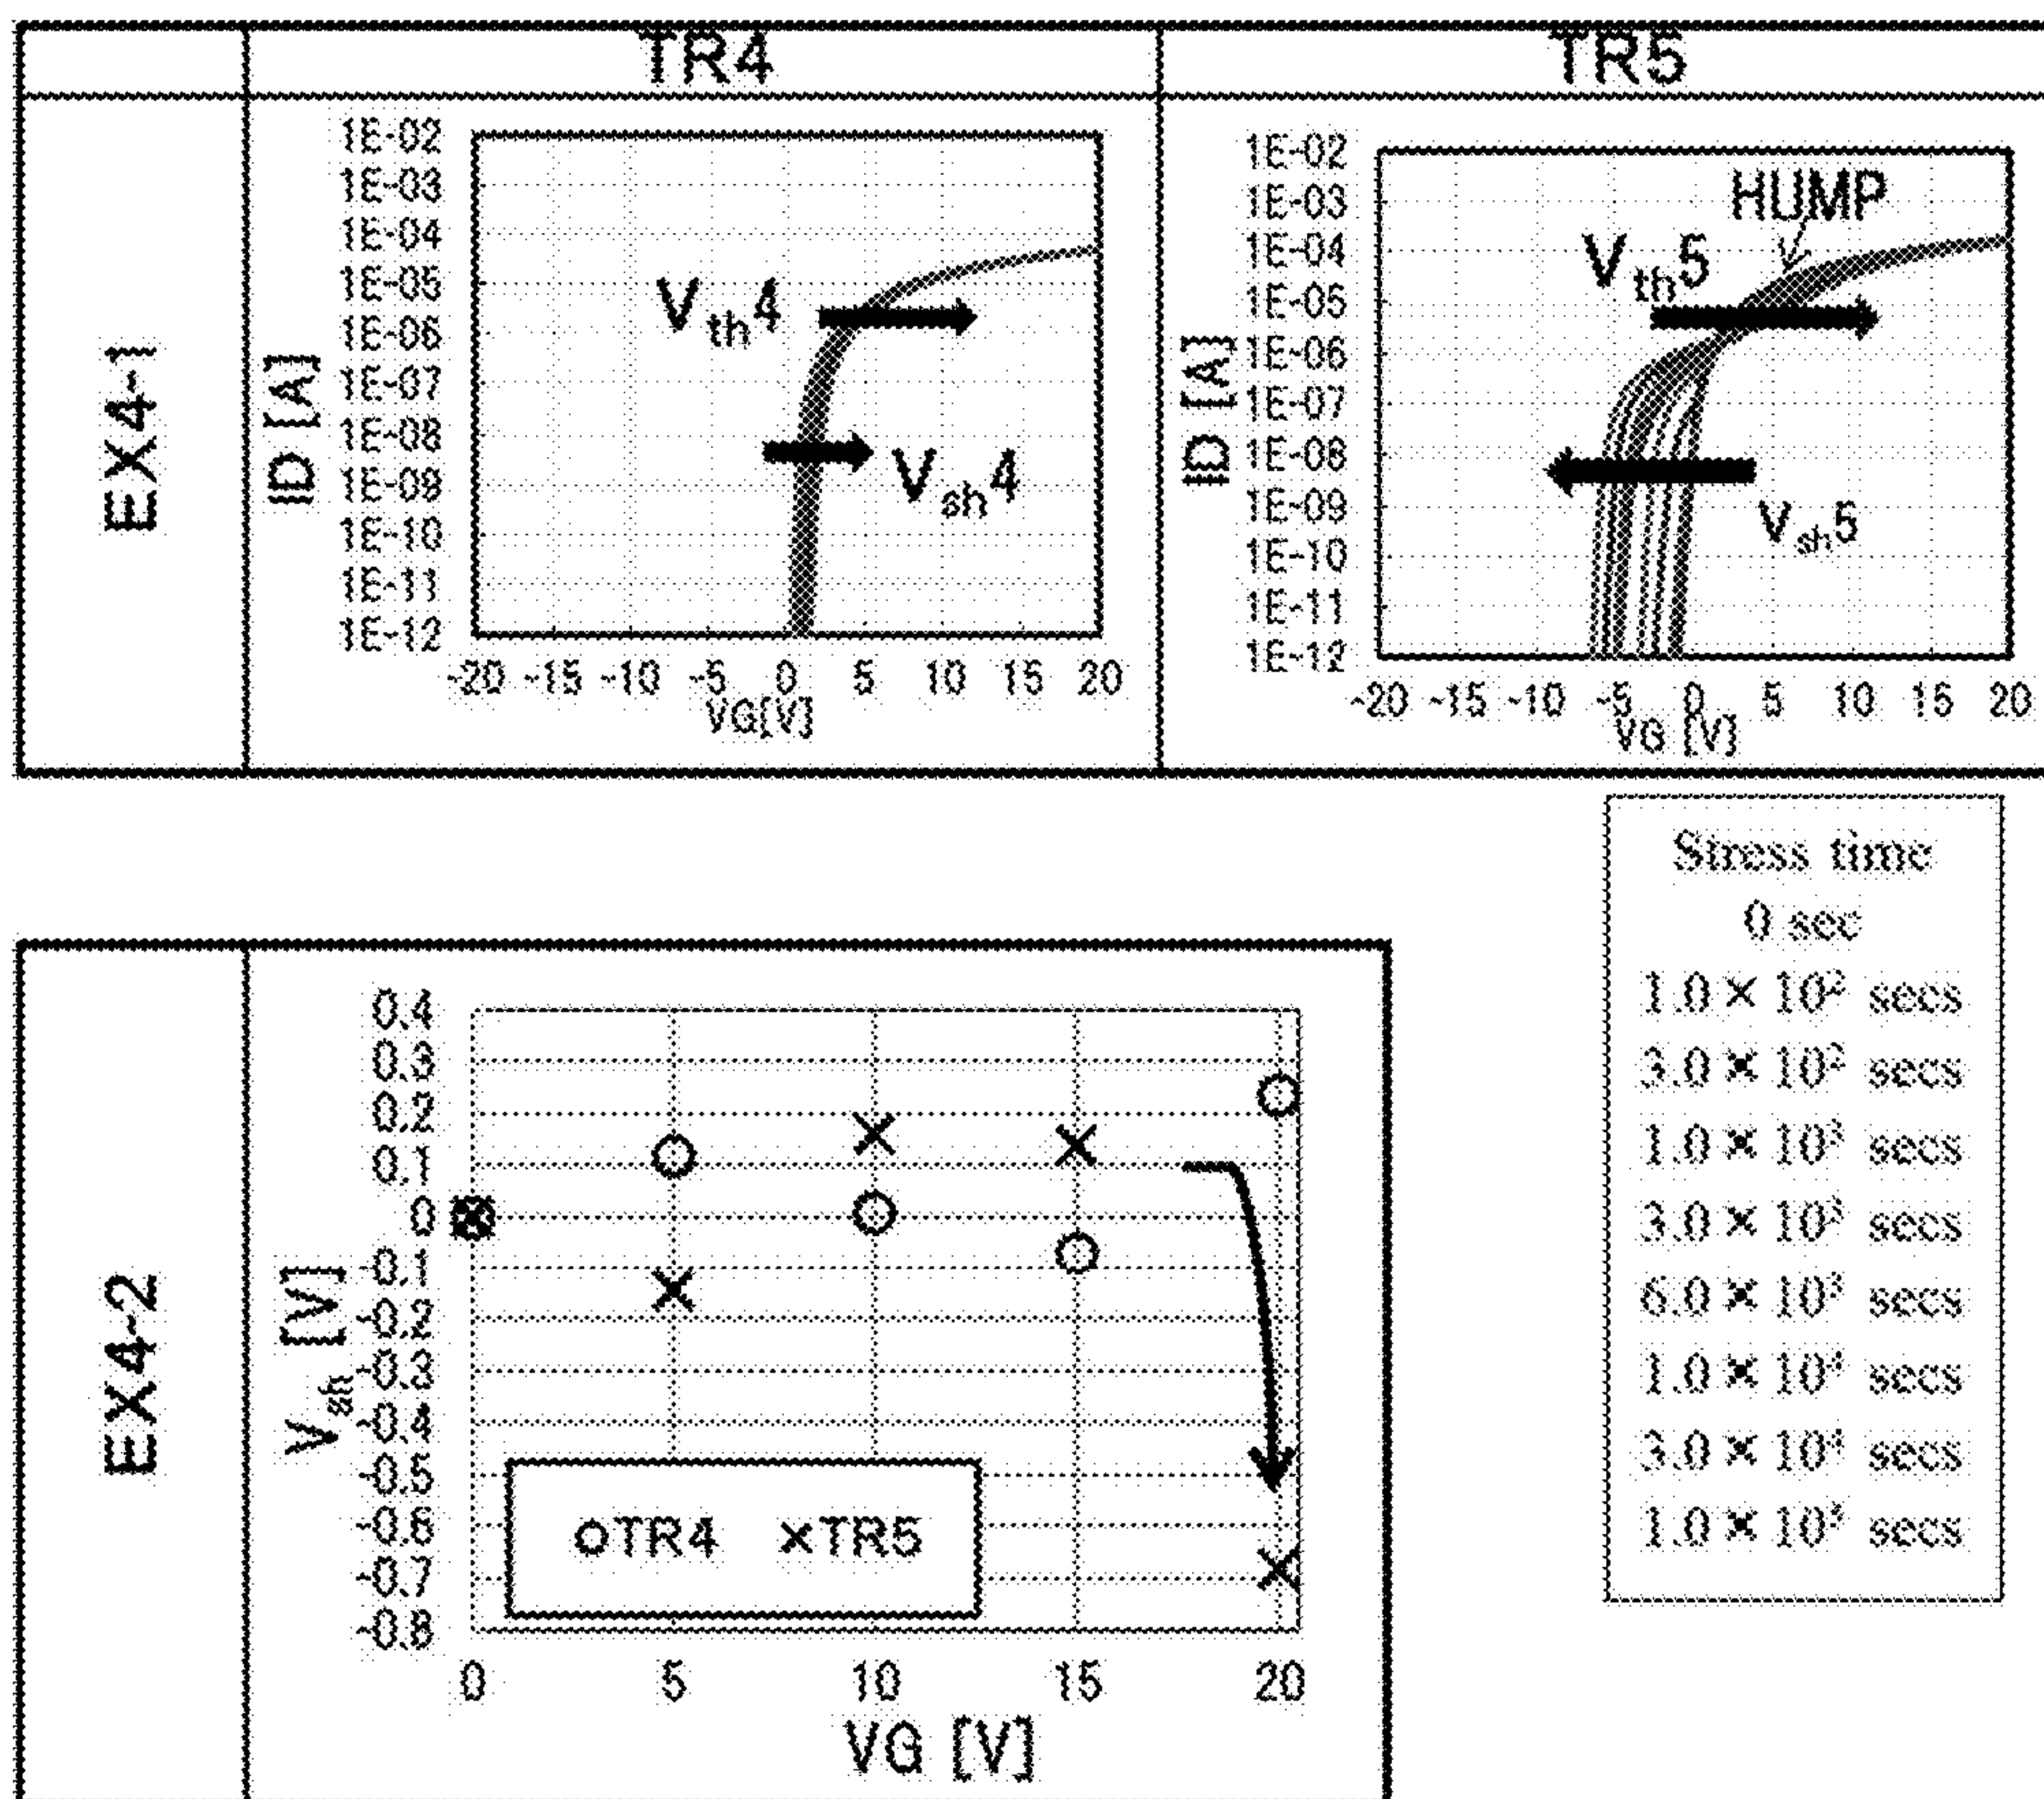 TR4
TR5
EX4-1
ID [A]
1E-02
1E-03
1E-04
1E-05
1E-06
1E-07
1E-08
1E-09
1E-10
1E-11
1E-12
Vth4
Vsh4
-20 -15 -10 -5 0 5 10 15 20
VG[V]
ID [A]
1E-02
1E-03
1E-04
1E-05
1E-06
1E-07
1E-08
1E-09
1E-10
1E-11
1E-12
HUMP
Vth5
Vsh5
-20 -15 -10 -5 0 5 10 15 20
VG [V]
Stress time
0 sec
1.0 × 10² secs
3.0 × 10² secs
1.0 × 10³ secs
3.0 × 10³ secs
6.0 × 10³ secs
1.0 × 10⁴ secs
3.0 × 10⁴ secs
1.0 × 10⁵ secs
EX4-2
Vsh [V]
0.4
0.3
0.2
0.1
0
-0.1
-0.2
-0.3
-0.4
-0.5
-0.6
-0.7
-0.8
○TR4 ×TR5
0 5 10 15 20
VG [V]